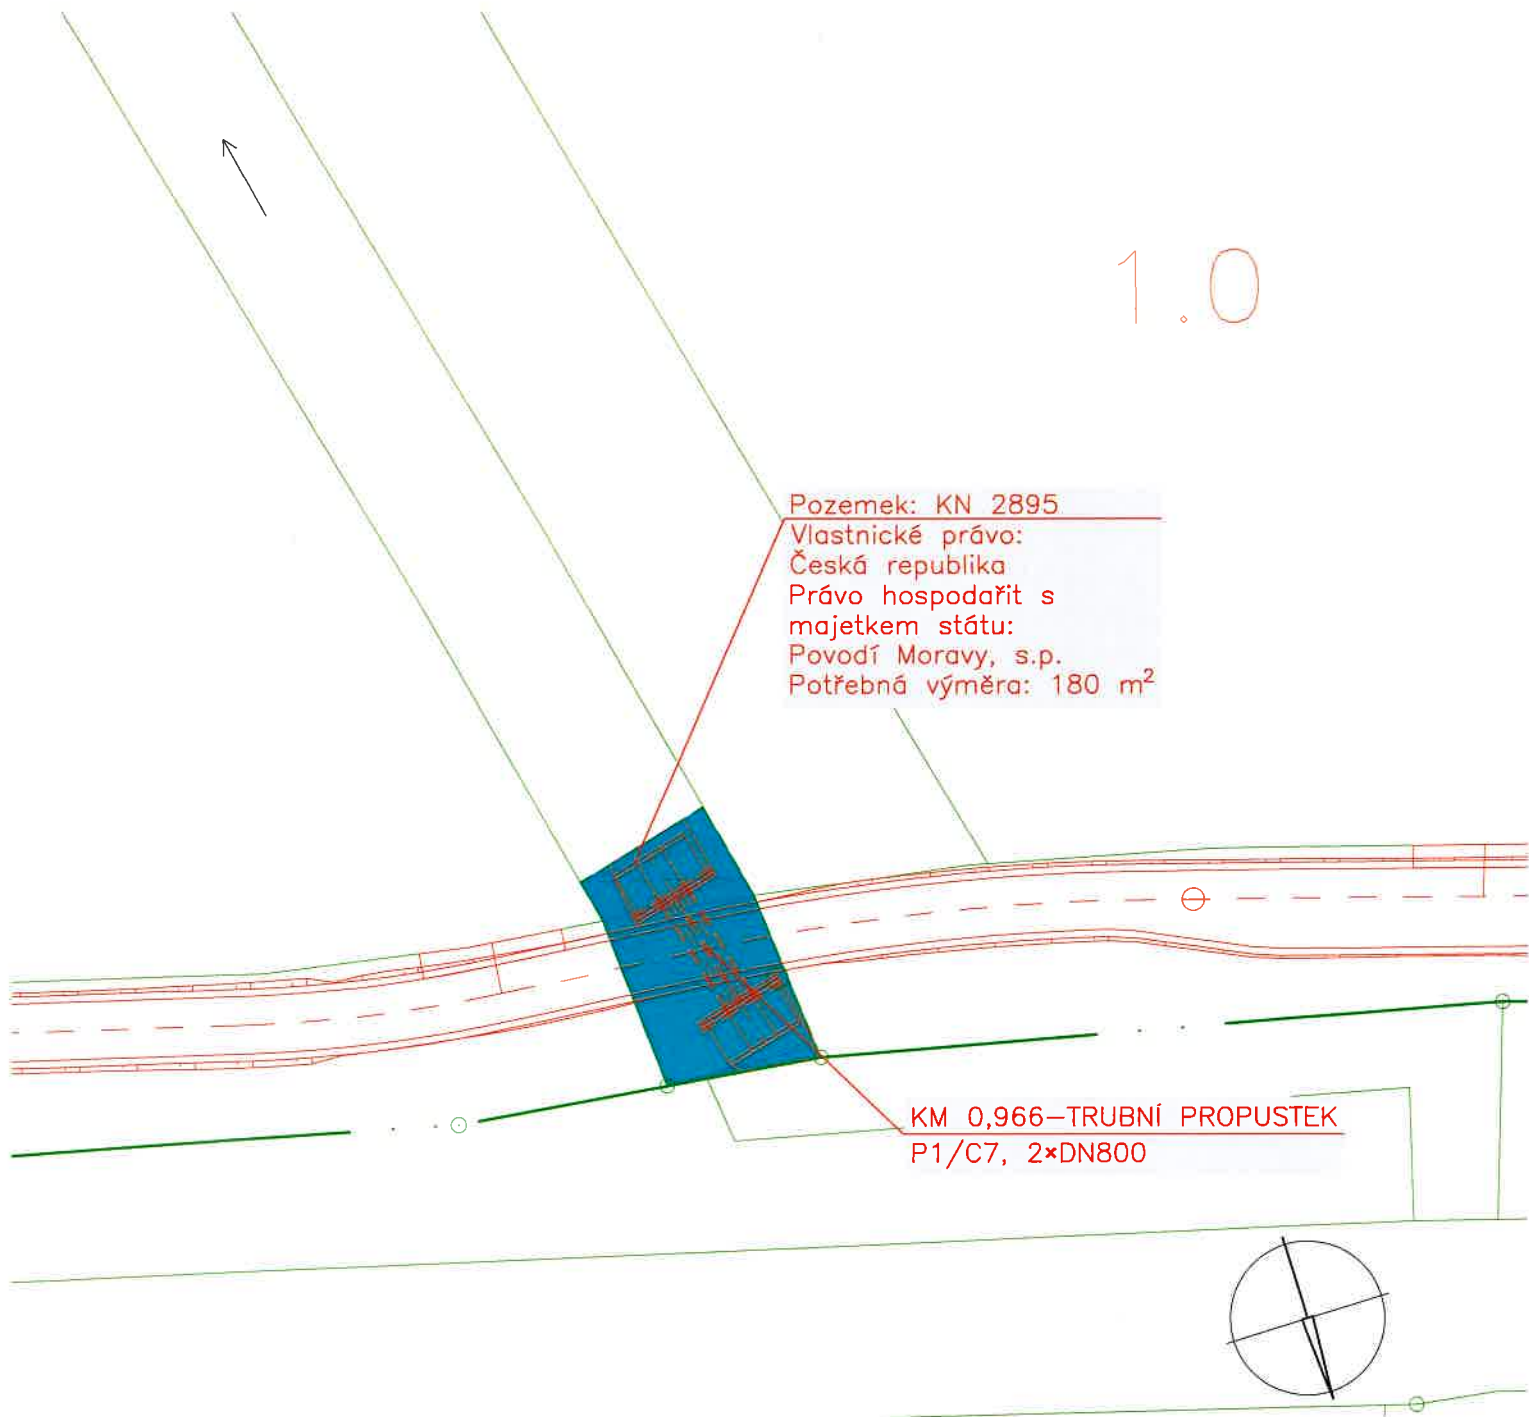 1.0
Pozemek: KN 2895
Vlastnické právo:
Česká republika
Právo hospodařit s
majetkem státu:
Povodí Moravy, s.p.
Potřebná výměra: 180 m²
KM 0,966–TRUBNÍ PROPUSTEK
P1/C7, 2×DN800